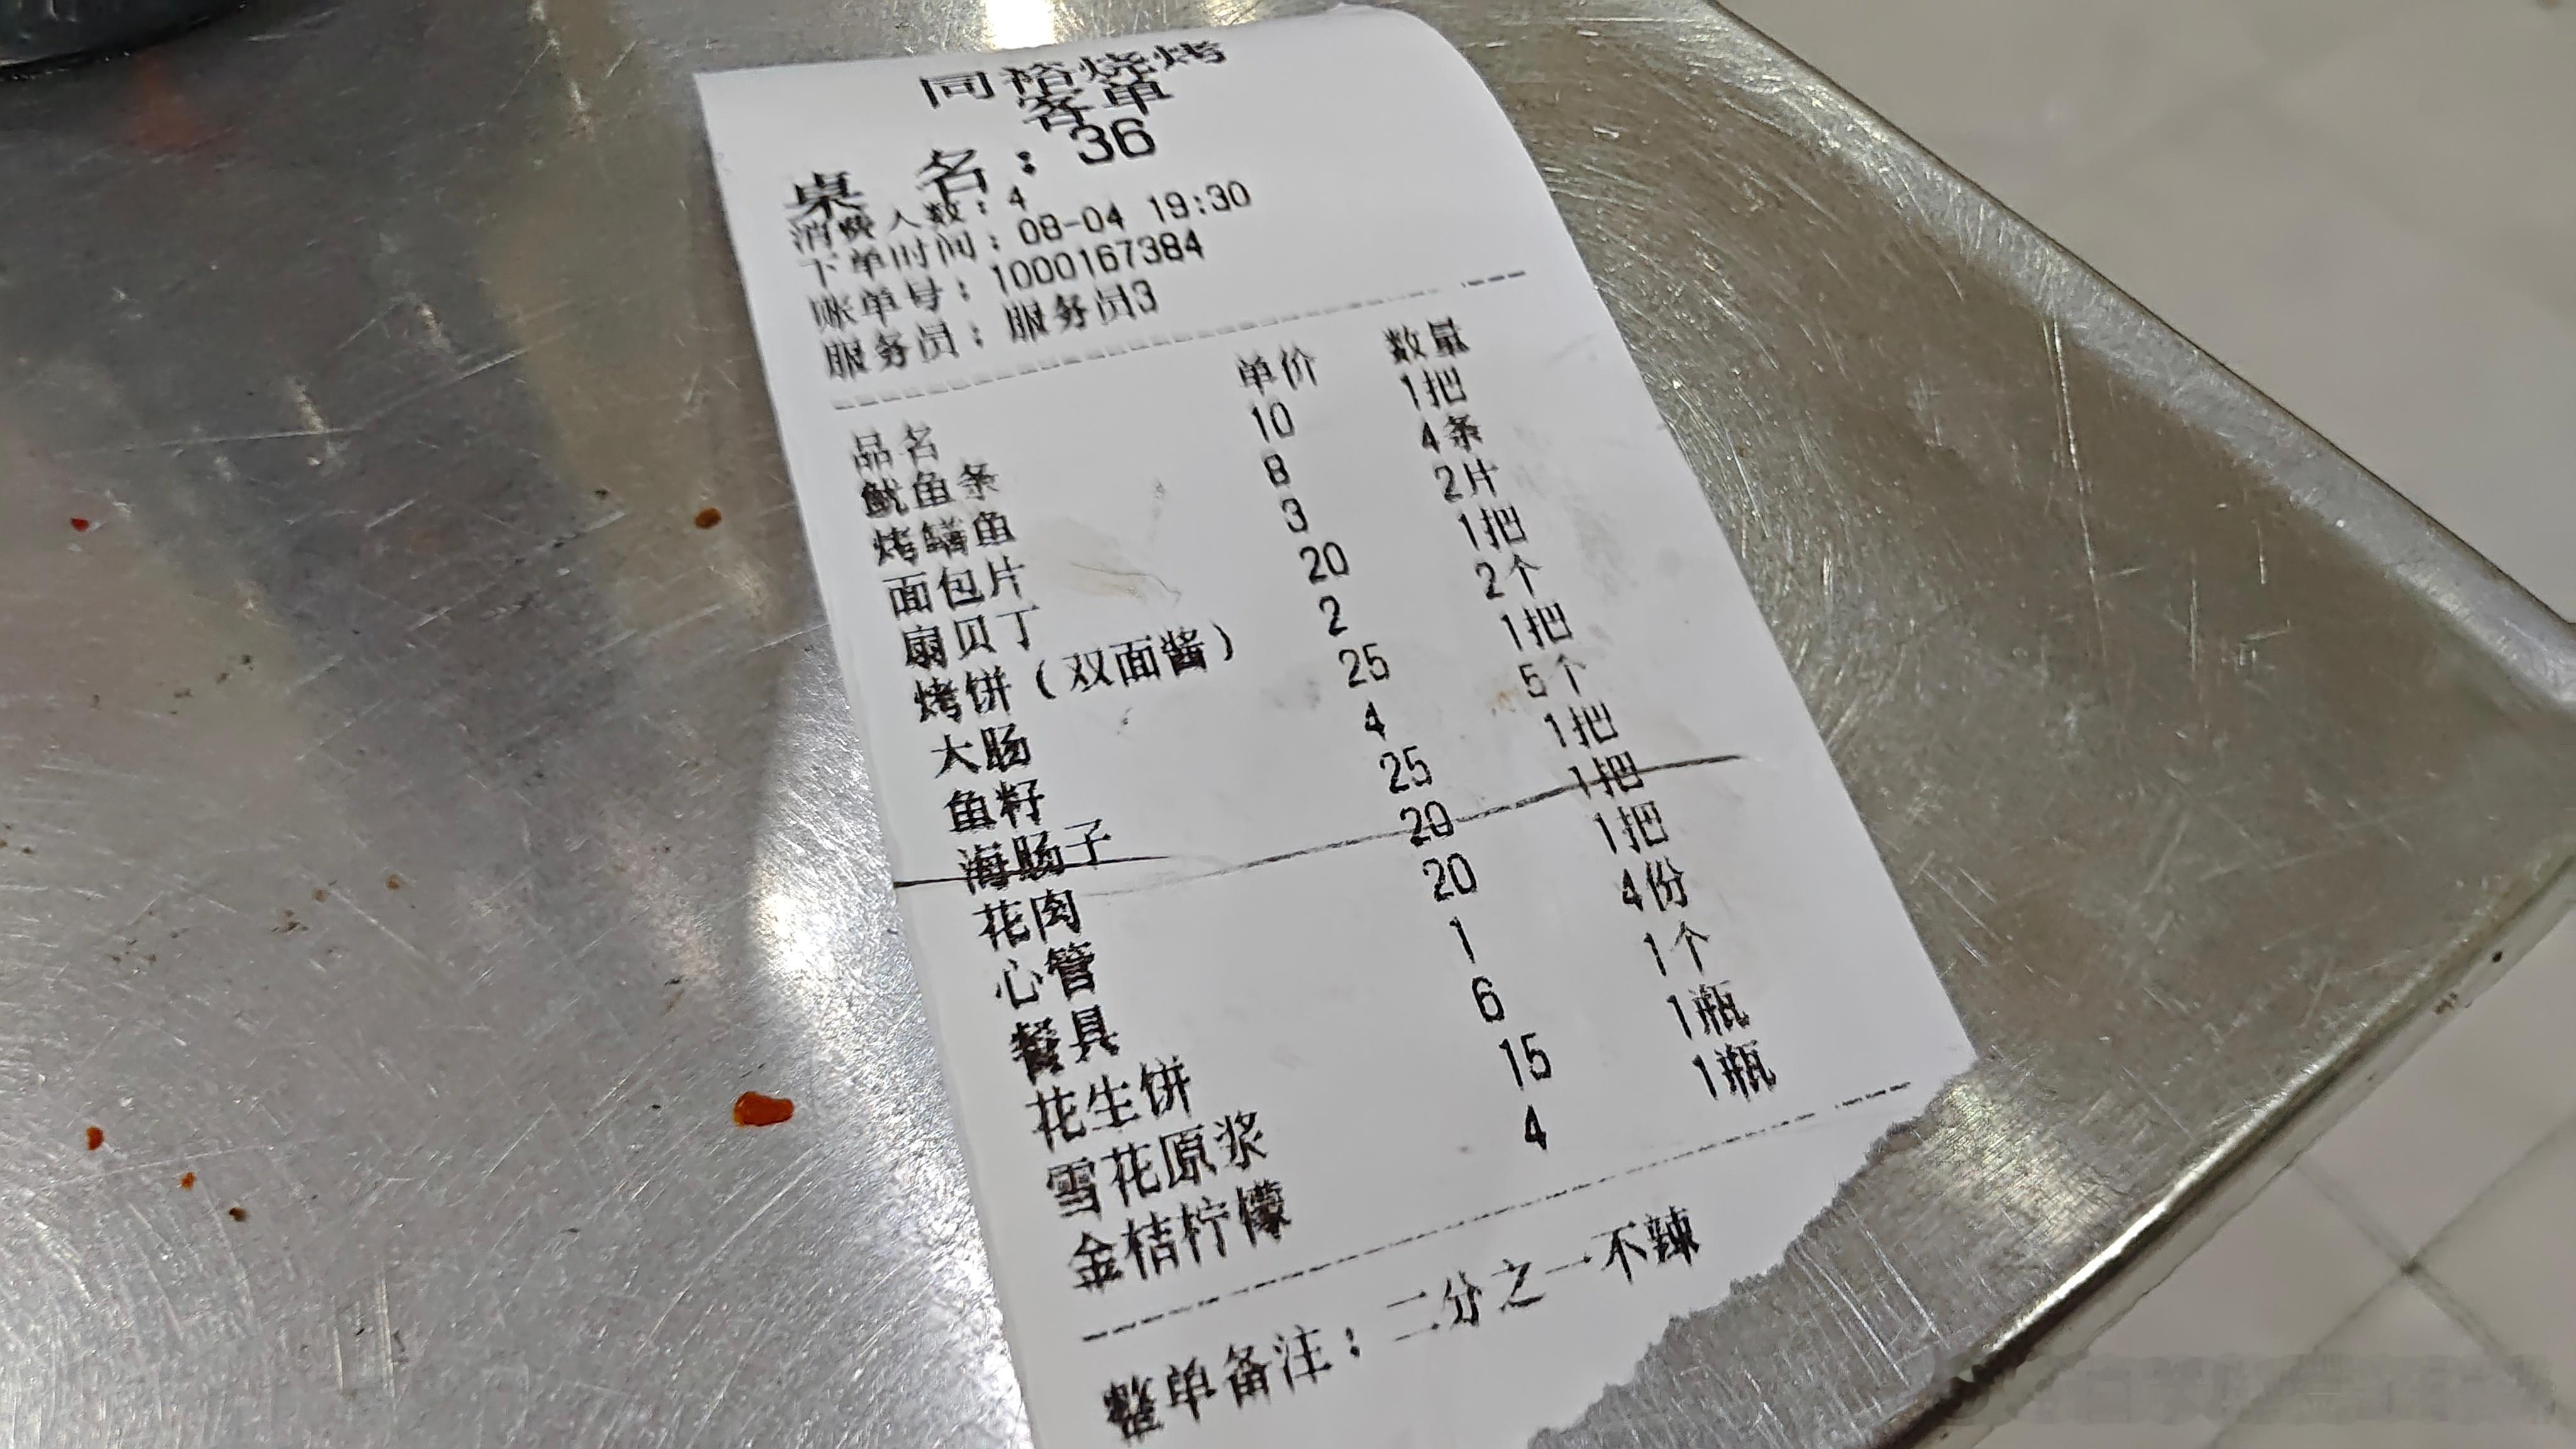 同裕烧烤
客单
桌 名：36
消费人数：4
下单时间：08-04 19:30
账单号：1000167384
服务员：服务员3
品名 单价 数量
鱿鱼条 10 1把
烤鳝鱼 8 4条
面包片 3 2片
扇贝丁 20 1把
烤饼（双面酱） 2 2个
大肠 25 1把
鱼籽 4 5个
海肠子 25 1把
花肉 20 1把
心管 20 1把
餐具 1 4份
花生饼 6 1个
雪花原浆 15 1瓶
金桔柠檬 4 1瓶
整单备注：二分之一不辣